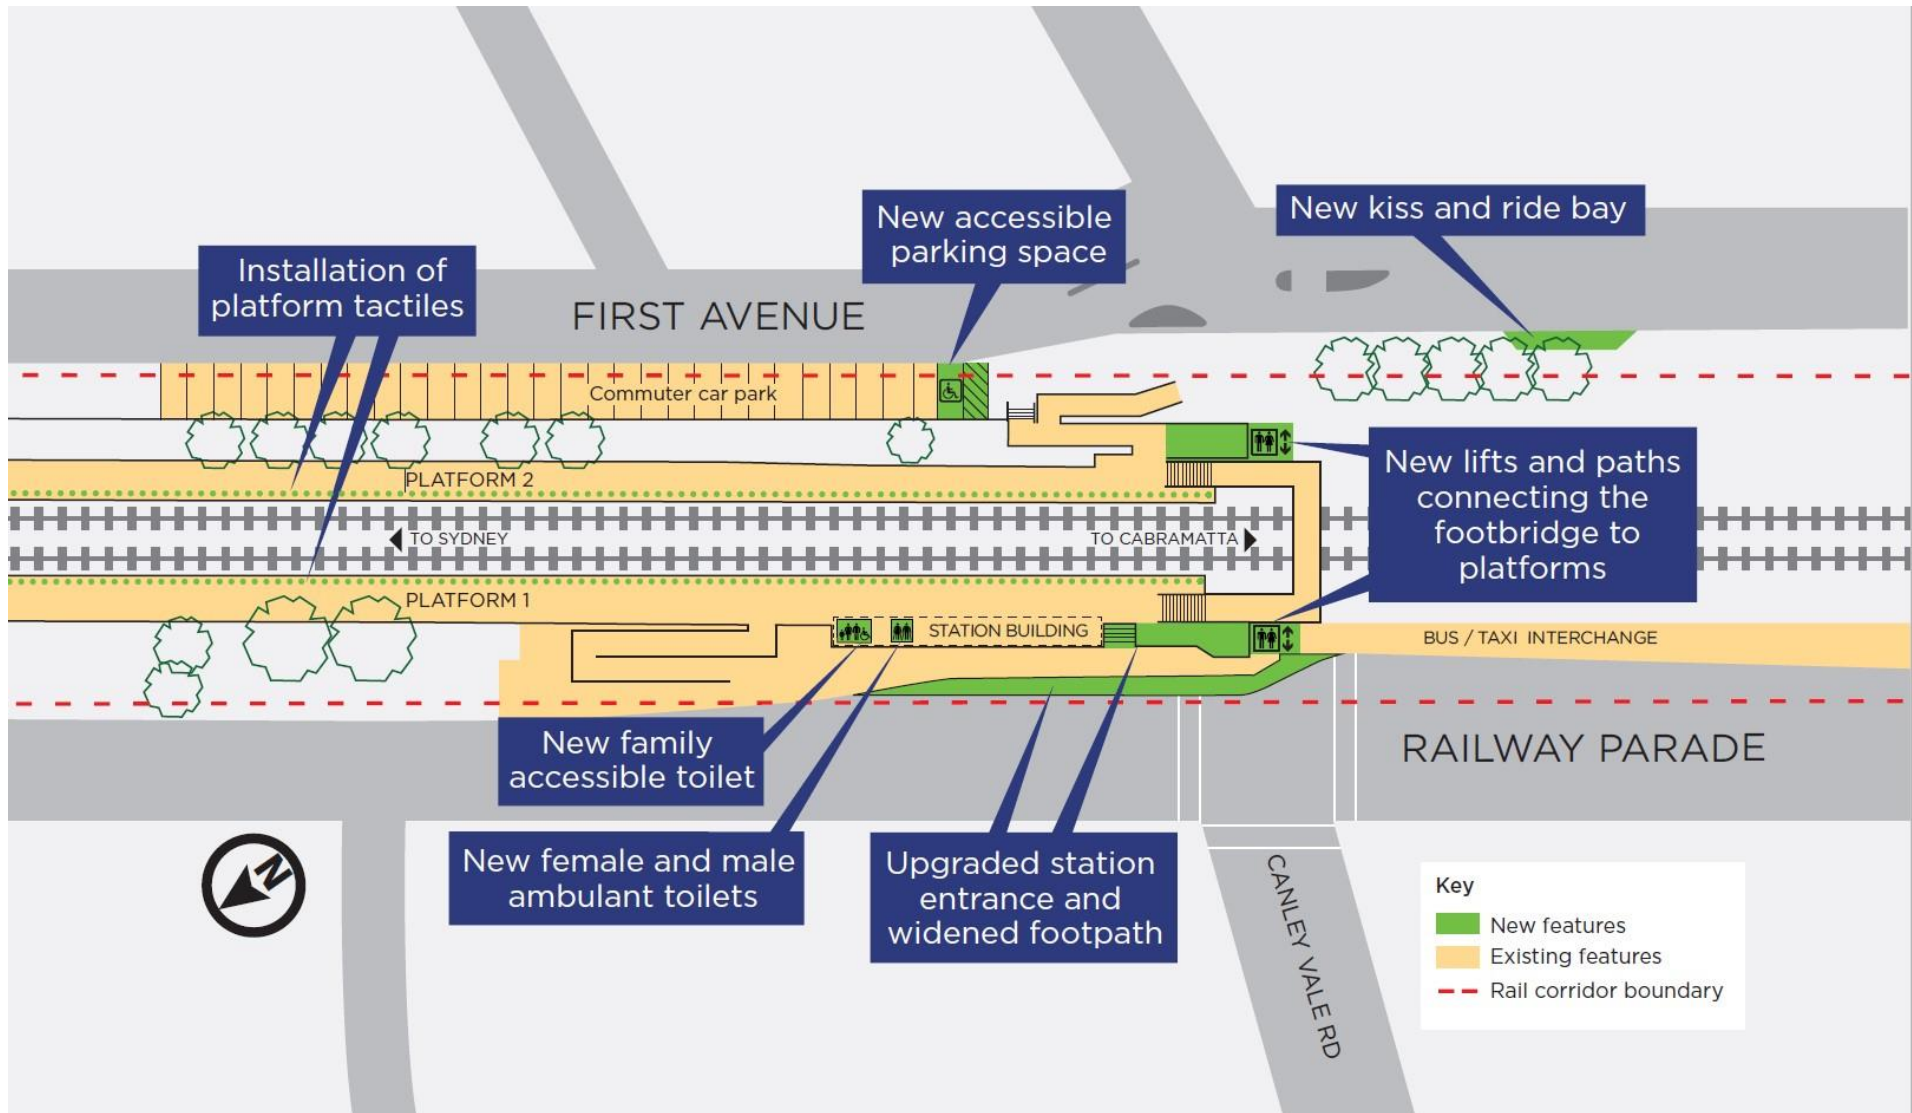 New accessible
parking space
New kiss and ride bay
Installation of
platform tactiles
FIRST AVENUE
Commuter car park
New lifts and paths
connecting the
footbridge to
platforms
PLATFORM 2
TO SYDNEY
TO CABRAMATTA
PLATFORM 1
STATION BUILDING
BUS / TAXI INTERCHANGE
New family
accessible toilet
RAILWAY PARADE
New female and male
ambulant toilets
Upgraded station
entrance and
widened footpath
N
CANLEY VALE RD
Key
New features
Existing features
Rail corridor boundary